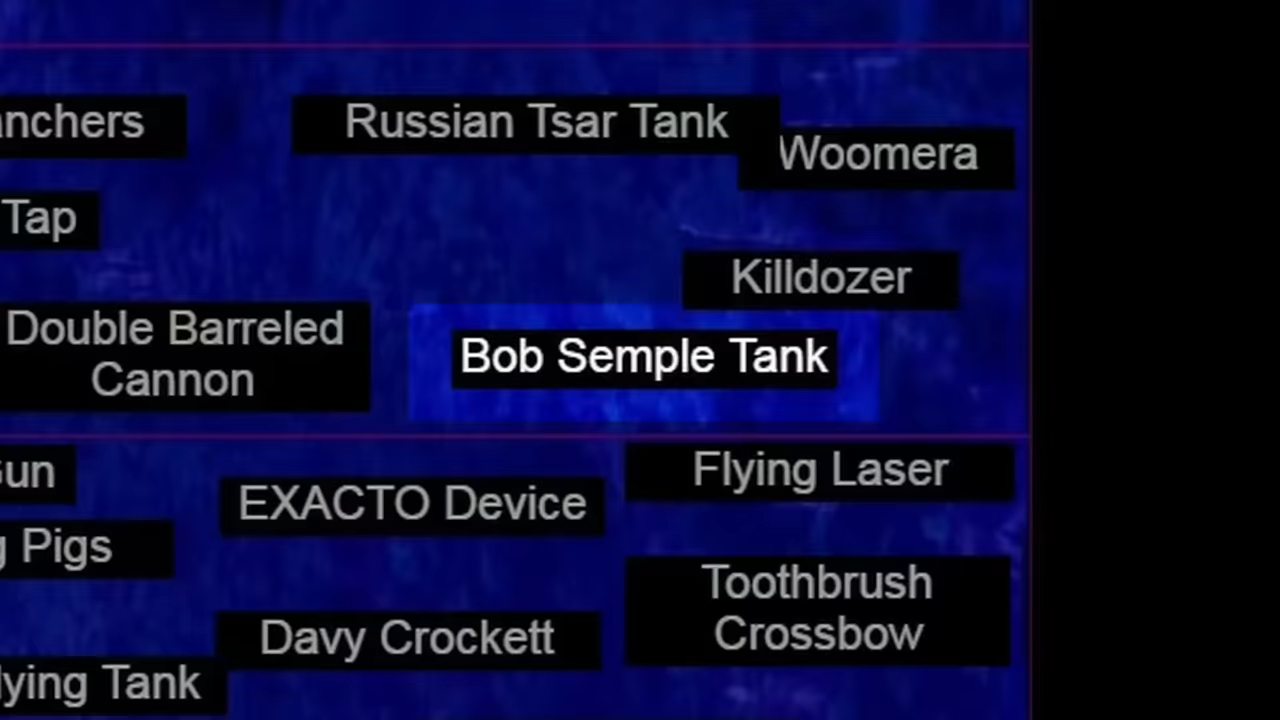 anchers
Russian Tsar Tank
Woomera
Tap
Killdozer
Double Barreled
Cannon
Bob Semple Tank
Flying Laser
Gun
EXACTO Device
g Pigs
Toothbrush
Crossbow
Davy Crockett
lying Tank